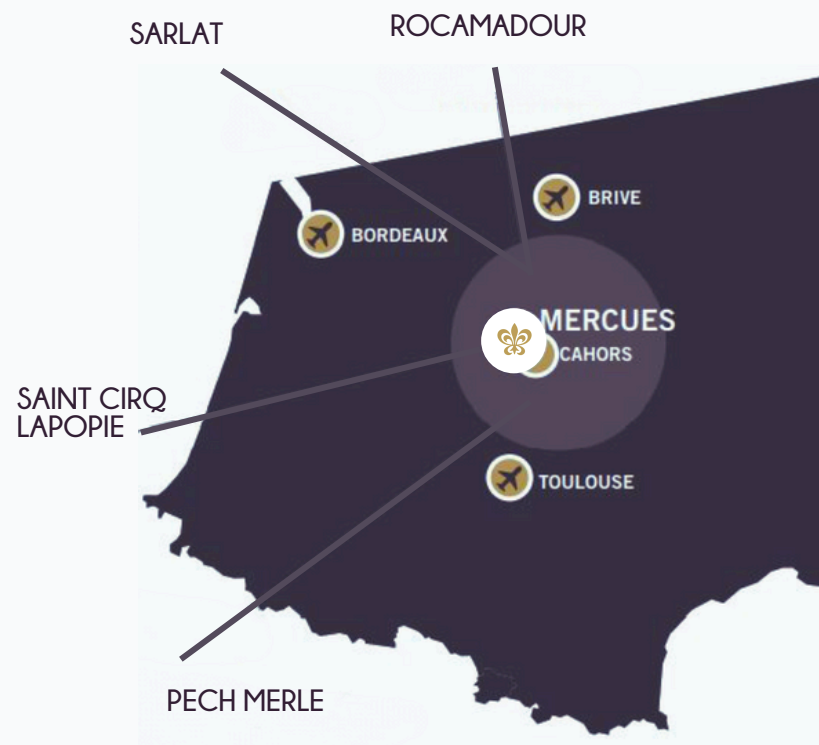 SARLAT
ROCAMADOUR
BRIVE
BORDEAUX
MERCUES
CAHORS
SAINT CIRQ
LAPOPIE
TOULOUSE
PECH MERLE